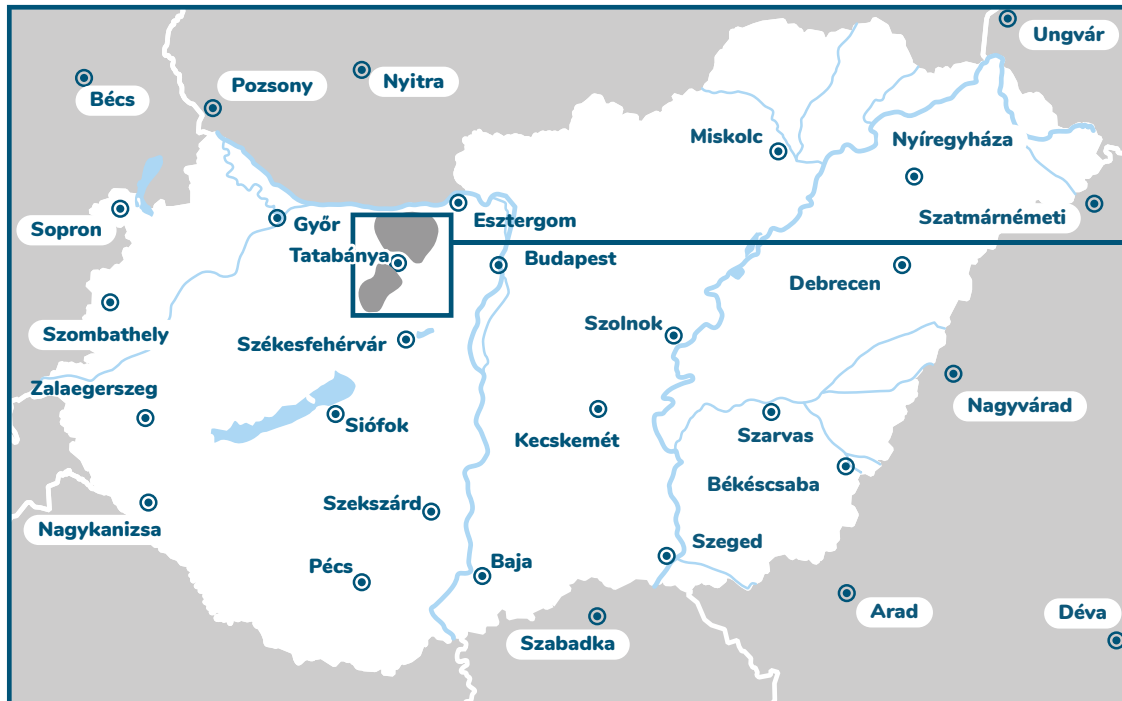 Ungvár
Nyitra
Pozsony
Bécs
Miskolc
Nyíregyháza
Szatmárnémeti
Sopron
Győr
Esztergom
Tatabánya
Budapest
Debrecen
Szombathely
Székesfehérvár
Szolnok
Zalaegerszeg
Nagyvárad
Siófok
Kecskemét
Szarvas
Békéscsaba
Szekszárd
Nagykanizsa
Szeged
Pécs
Baja
Arad
Déva
Szabadka